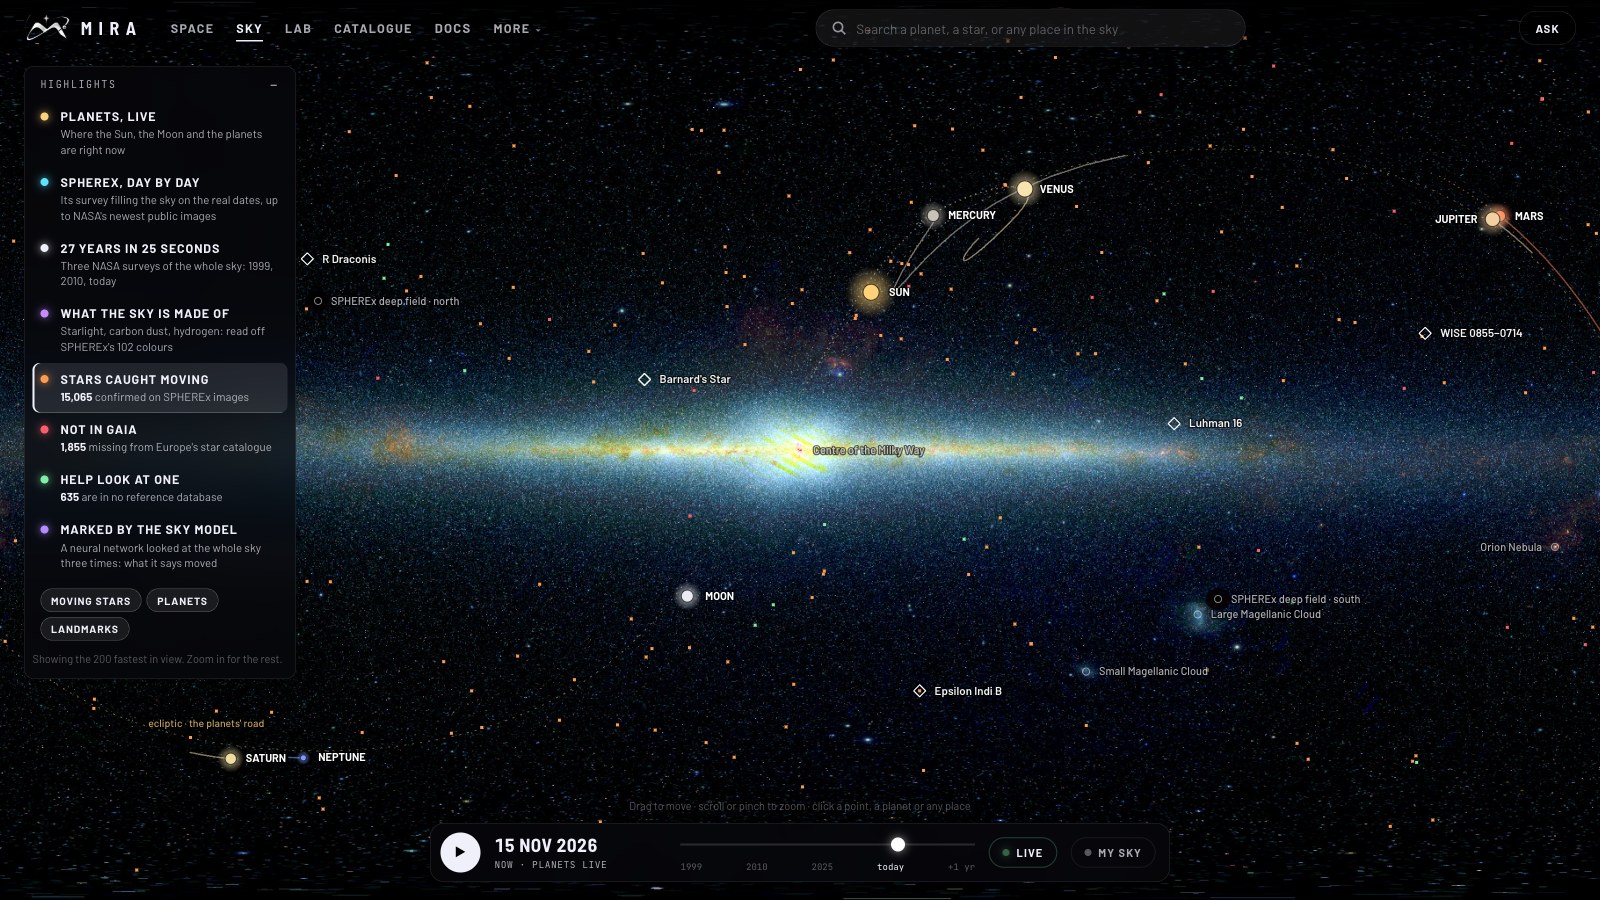 MIRA
SPACE
SKY
LAB
CATALOGUE
DOCS
MORE
Search a planet, a star, or any place in the sky
ASK
HIGHLIGHTS
PLANETS, LIVE
Where the Sun, the Moon and the planets
are right now
SPHEREX, DAY BY DAY
Its survey filling the sky on the real dates, up
to NASA's newest public images
27 YEARS IN 25 SECONDS
Three NASA surveys of the whole sky: 1999,
2010, today
WHAT THE SKY IS MADE OF
Starlight, carbon dust, hydrogen: read off
SPHEREx's 102 colours
STARS CAUGHT MOVING
15,065 confirmed on SPHEREx images
NOT IN GAIA
1,855 missing from Europe's star catalogue
HELP LOOK AT ONE
635 are in no reference database
MARKED BY THE SKY MODEL
A neural network looked at the whole sky
three times: what it says moved
MOVING STARS
PLANETS
LANDMARKS
Showing the 200 fastest in view. Zoom in for the rest.
VENUS
MERCURY
JUPITER
MARS
R Draconis
SUN
SPHEREx deep field · north
WISE 0855–0714
Barnard's Star
Luhman 16
Centre of the Milky Way
Orion Nebula
MOON
SPHEREx deep field · south
Large Magellanic Cloud
Small Magellanic Cloud
Epsilon Indi B
ecliptic · the planets' road
SATURN
NEPTUNE
Drag to move · scroll or pinch to zoom · click a point, a planet or any place
15 NOV 2026
NOW · PLANETS LIVE
1999
2010
2025
today
+1 yr
LIVE
MY SKY